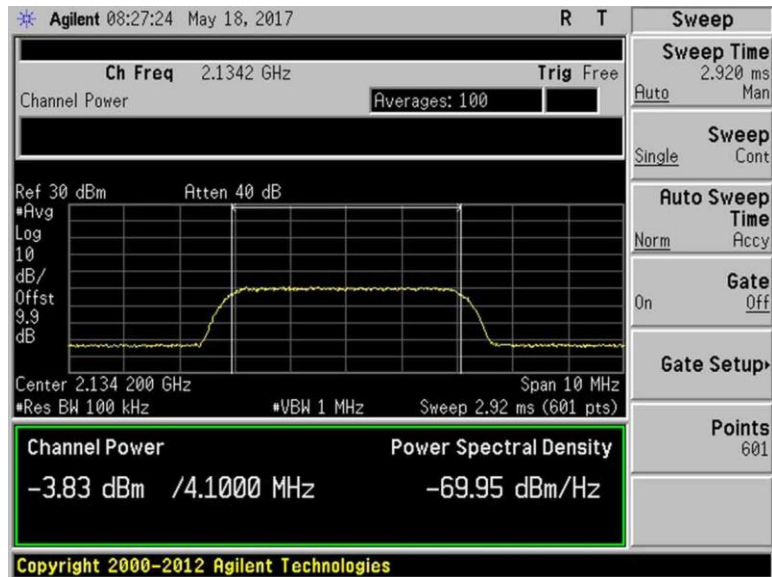 Agilent 08:27:24 May 18, 2017 R T
Ch Freq 2.1342 GHz Trig Free
Channel Power Averages: 100
Ref 30 dBm Atten 40 dB
#Avg
Log
10
dB/
Offst
9.9
dB
Center 2.134 200 GHz Span 10 MHz
#Res BW 100 kHz #VBW 1 MHz Sweep 2.92 ms (601 pts)
Channel Power Power Spectral Density
-3.83 dBm /4.1000 MHz -69.95 dBm/Hz
Copyright 2000-2012 Agilent Technologies
Sweep
Sweep Time
2.920 ms
Auto Man
Sweep
Single Cont
Auto Sweep
Time
Norm Accy
Gate
On Off
Gate Setup
Points
601